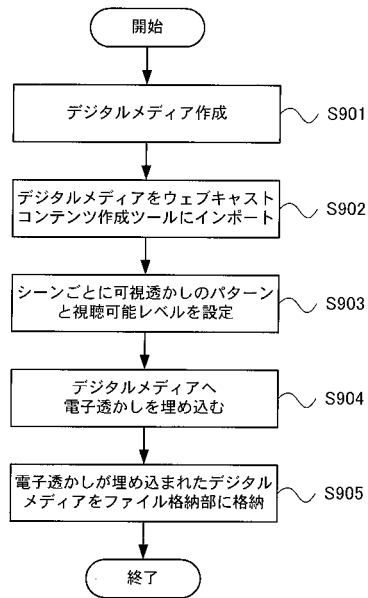 開始
デジタルメディア作成
S901
デジタルメディアをウェブキャスト
コンテンツ作成ツールにインポート
S902
シーンごとに可視透かしのパターン
と視聴可能レベルを設定
S903
デジタルメディアへ
電子透かしを埋め込む
S904
電子透かしが埋め込まれたデジタル
メディアをファイル格納部に格納
S905
終了